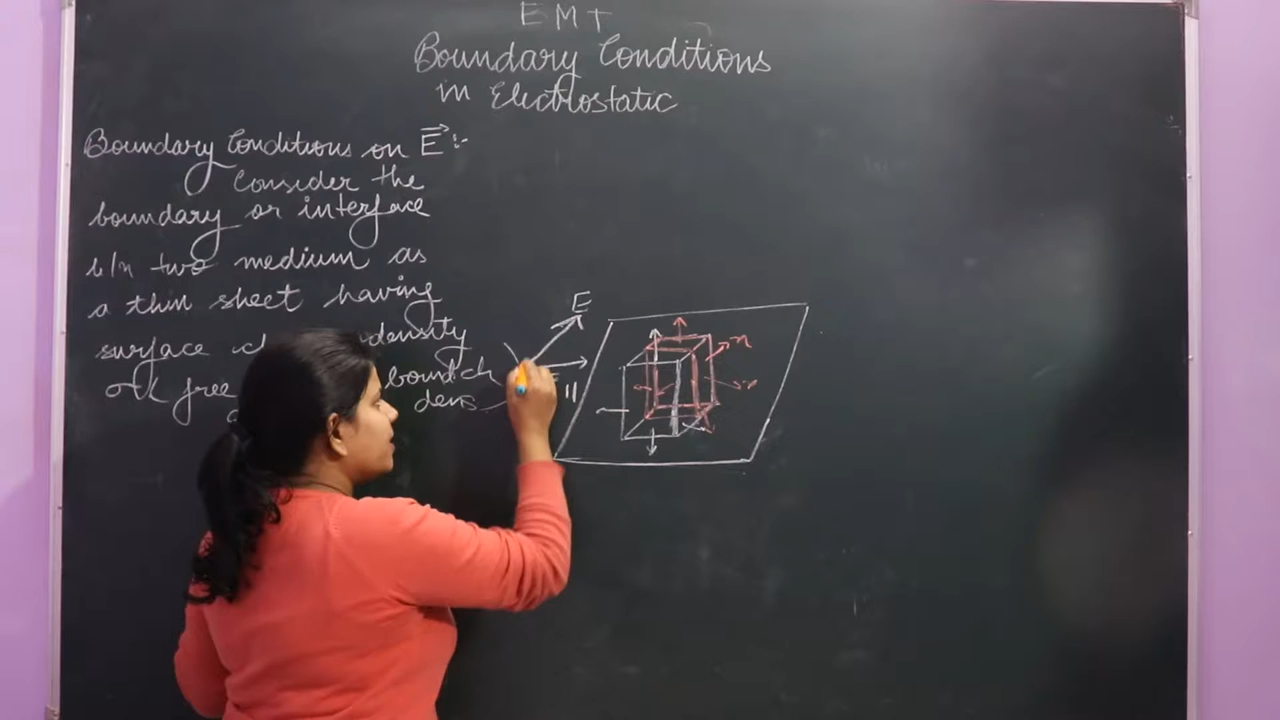 EMT
Boundary Conditions
in Electrostatic
Boundary Conditions on E :-
Consider the
boundary or interface
b/n two medium as
a thin sheet having
surface density
free bound ch
dens
E
||
n